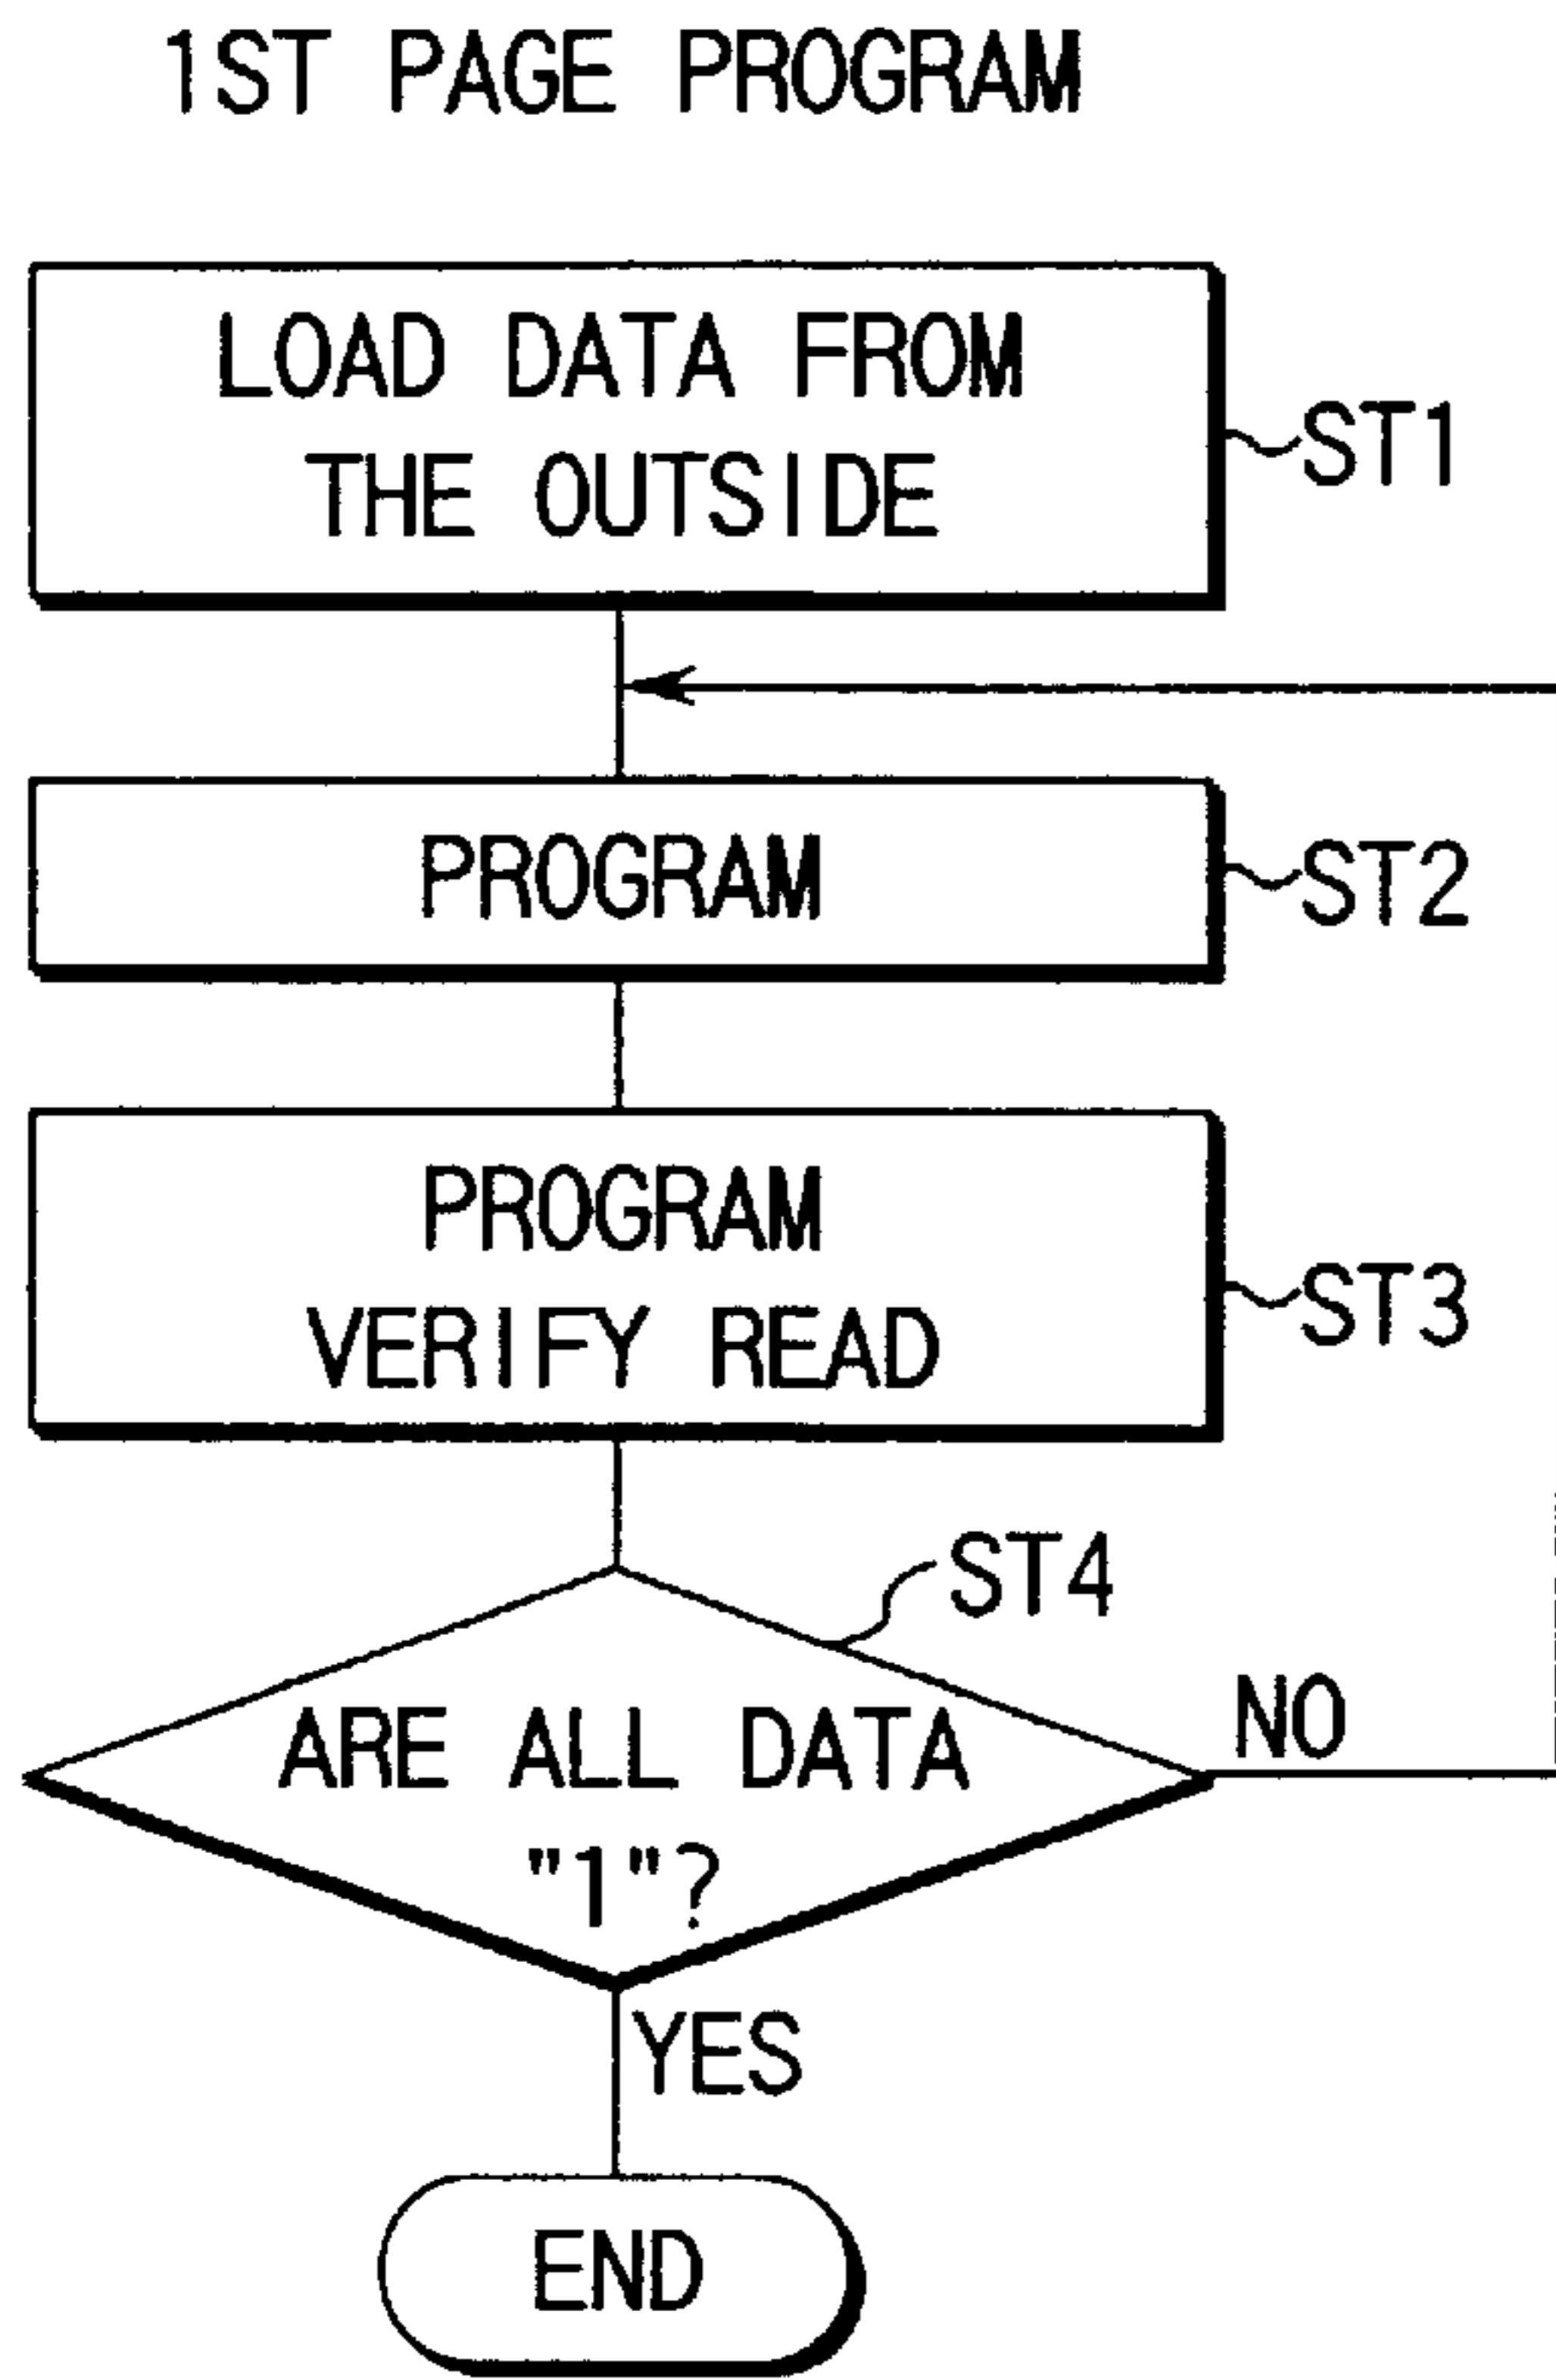 1ST PAGE PROGRAM
LOAD DATA FROM
THE OUTSIDE
ST1
PROGRAM
ST2
PROGRAM
VERIFY READ
ST3
ST4
ARE ALL DATA
"1"?
NO
YES
END